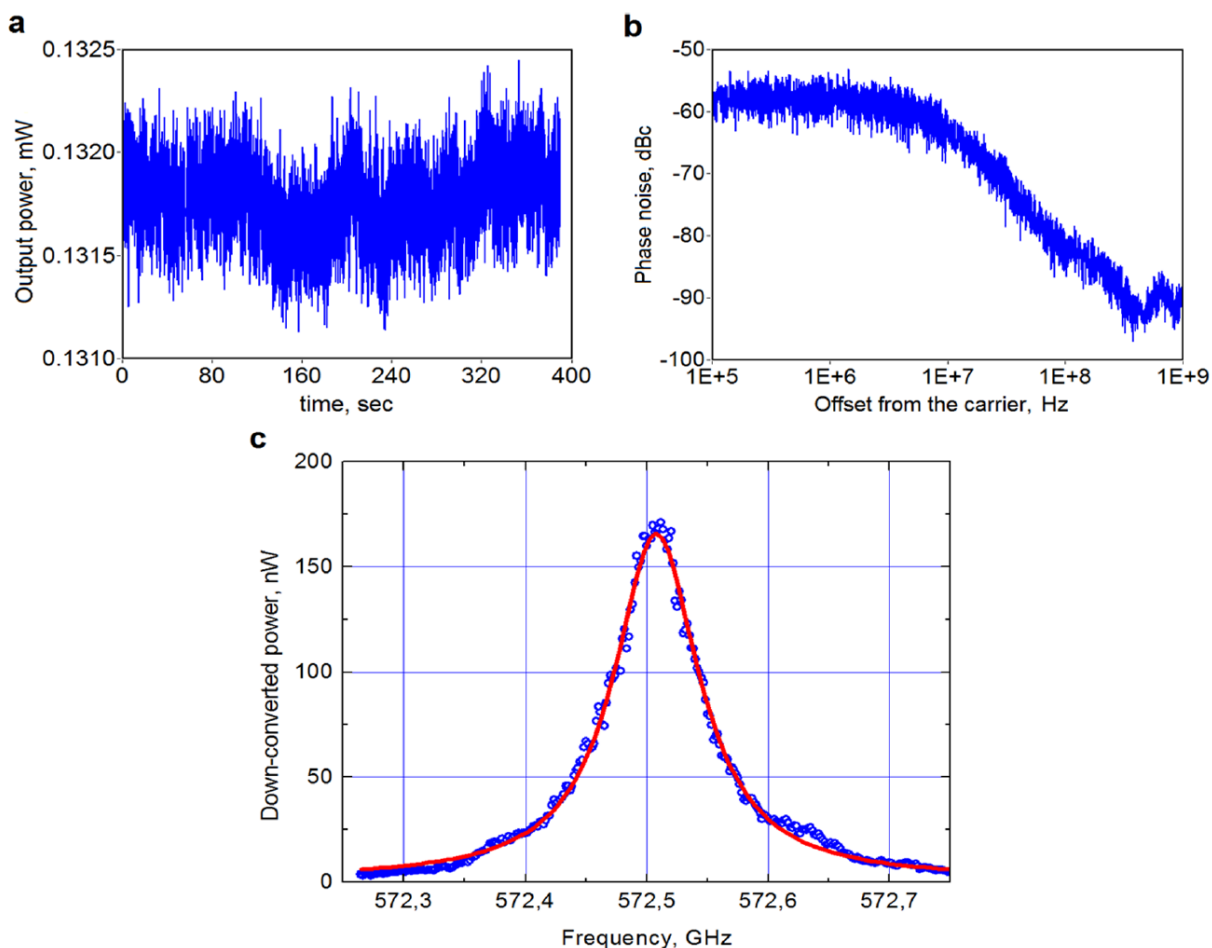 a
0.1325
0.1320
0.1315
0.1310
Output power, mW
0 80 160 240 320 400
time, sec
b
-50
-60
-70
-80
-90
-100
Phase noise, dBc
1E+5 1E+6 1E+7 1E+8 1E+9
Offset from the carrier, Hz
c
200
150
100
50
0
Down-converted power, nW
572,3 572,4 572,5 572,6 572,7
Frequency, GHz